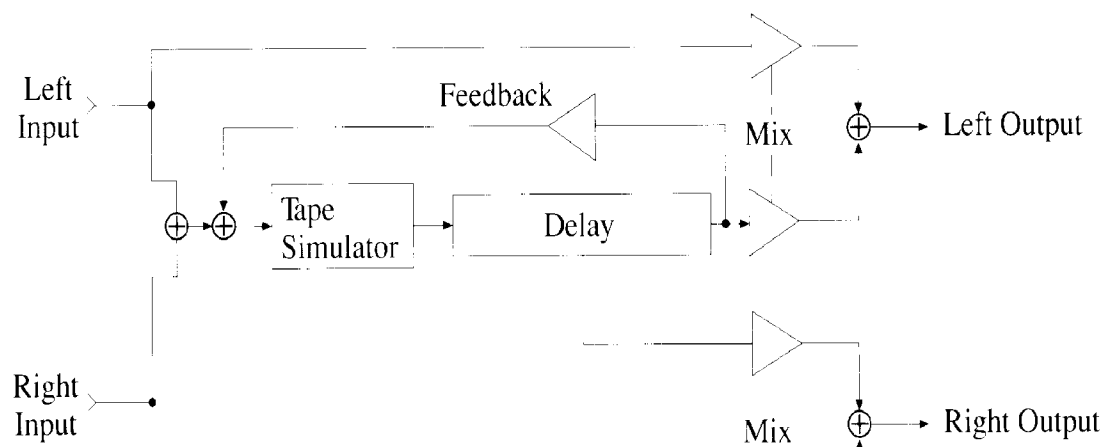 Left
Input
Feedback
Mix
Left Output
Tape
Simulator
Delay
Right
Input
Mix
Right Output